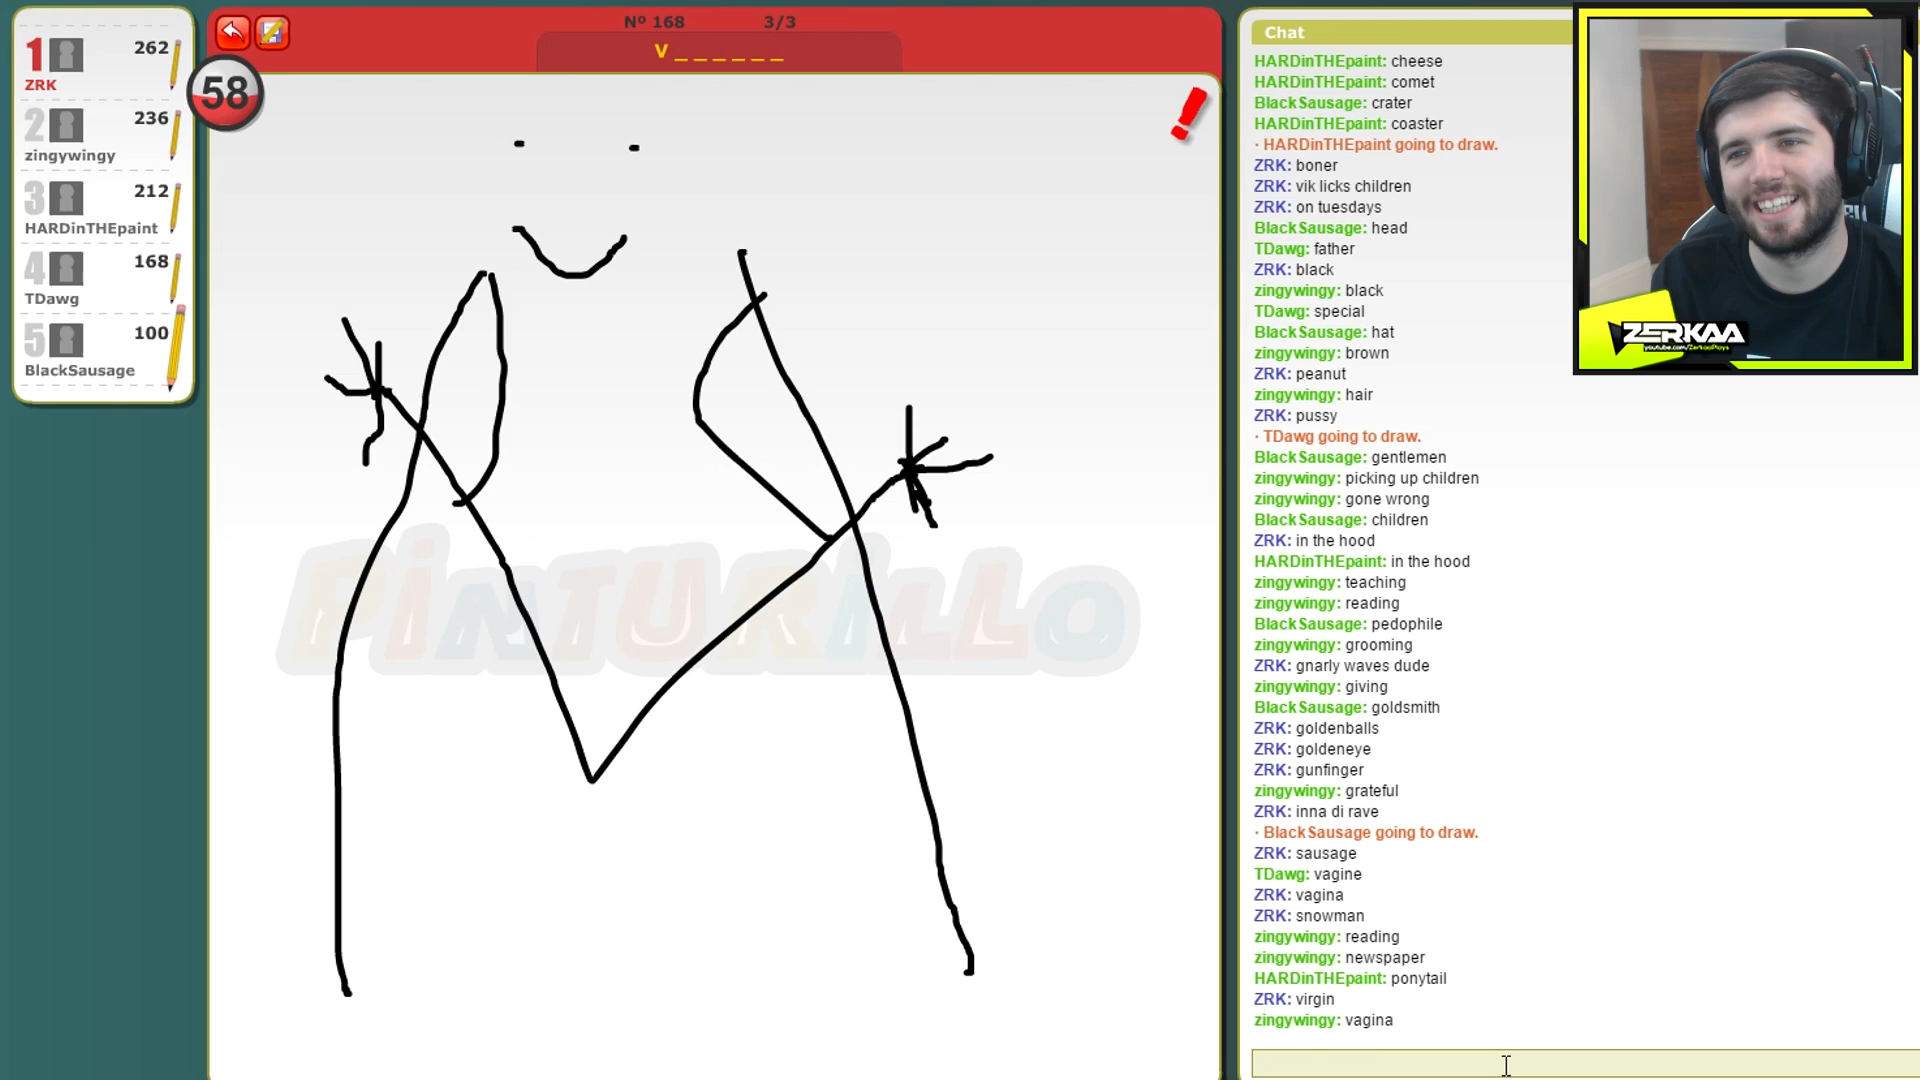 Nº 168 3/3
V______
1 262
ZRK
2 236
zingywingy
3 212
HARDinTHEpaint
4 168
TDawg
5 100
BlackSausage
58
PiNTURiLLO
Chat
HARDinTHEpaint: cheese
HARDinTHEpaint: comet
BlackSausage: crater
HARDinTHEpaint: coaster
· HARDinTHEpaint going to draw.
ZRK: boner
ZRK: vik licks children
ZRK: on tuesdays
BlackSausage: head
TDawg: father
ZRK: black
zingywingy: black
TDawg: special
BlackSausage: hat
zingywingy: brown
ZRK: peanut
zingywingy: hair
ZRK: pussy
· TDawg going to draw.
BlackSausage: gentlemen
zingywingy: picking up children
zingywingy: gone wrong
BlackSausage: children
ZRK: in the hood
HARDinTHEpaint: in the hood
zingywingy: teaching
zingywingy: reading
BlackSausage: pedophile
zingywingy: grooming
ZRK: gnarly waves dude
zingywingy: giving
BlackSausage: goldsmith
ZRK: goldenballs
ZRK: goldeneye
ZRK: gunfinger
zingywingy: grateful
ZRK: inna di rave
· BlackSausage going to draw.
ZRK: sausage
TDawg: vagine
ZRK: vagina
ZRK: snowman
zingywingy: reading
zingywingy: newspaper
HARDinTHEpaint: ponytail
ZRK: virgin
zingywingy: vagina
ZERKAA
youtube.com/ZerkaaPlays